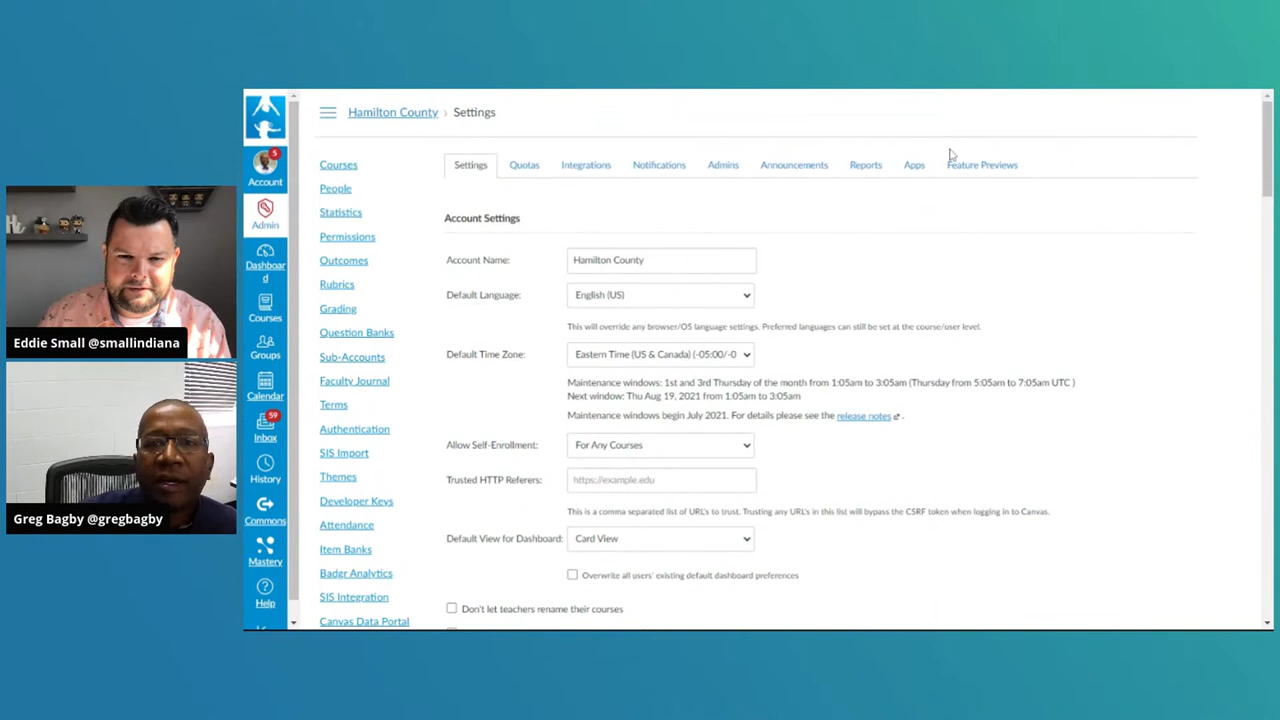 Hamilton County › Settings
5
Account
Admin
Dashboar
d
Courses
Groups
Calendar
59
Inbox
History
Commons
Mastery
Help
Courses
People
Statistics
Permissions
Outcomes
Rubrics
Grading
Question Banks
Sub-Accounts
Faculty Journal
Terms
Authentication
SIS Import
Themes
Developer Keys
Attendance
Item Banks
Badgr Analytics
SIS Integration
Canvas Data Portal
Settings Quotas Integrations Notifications Admins Announcements Reports Apps Feature Previews
Account Settings
Account Name: Hamilton County
Default Language: English (US)
This will override any browser/OS language settings. Preferred languages can still be set at the course/user level.
Default Time Zone: Eastern Time (US & Canada) (-05:00/-0
Maintenance windows: 1st and 3rd Thursday of the month from 1:05am to 3:05am (Thursday from 5:05am to 7:05am UTC )
Next window: Thu Aug 19, 2021 from 1:05am to 3:05am
Maintenance windows begin July 2021. For details please see the release notes .
Allow Self-Enrollment: For Any Courses
Trusted HTTP Referers: https://example.edu
This is a comma separated list of URL's to trust. Trusting any URL's in this list will bypass the CSRF token when logging in to Canvas.
Default View for Dashboard: Card View
Overwrite all users' existing default dashboard preferences
Don't let teachers rename their courses
Eddie Small @smallindiana
Greg Bagby @gregbagby